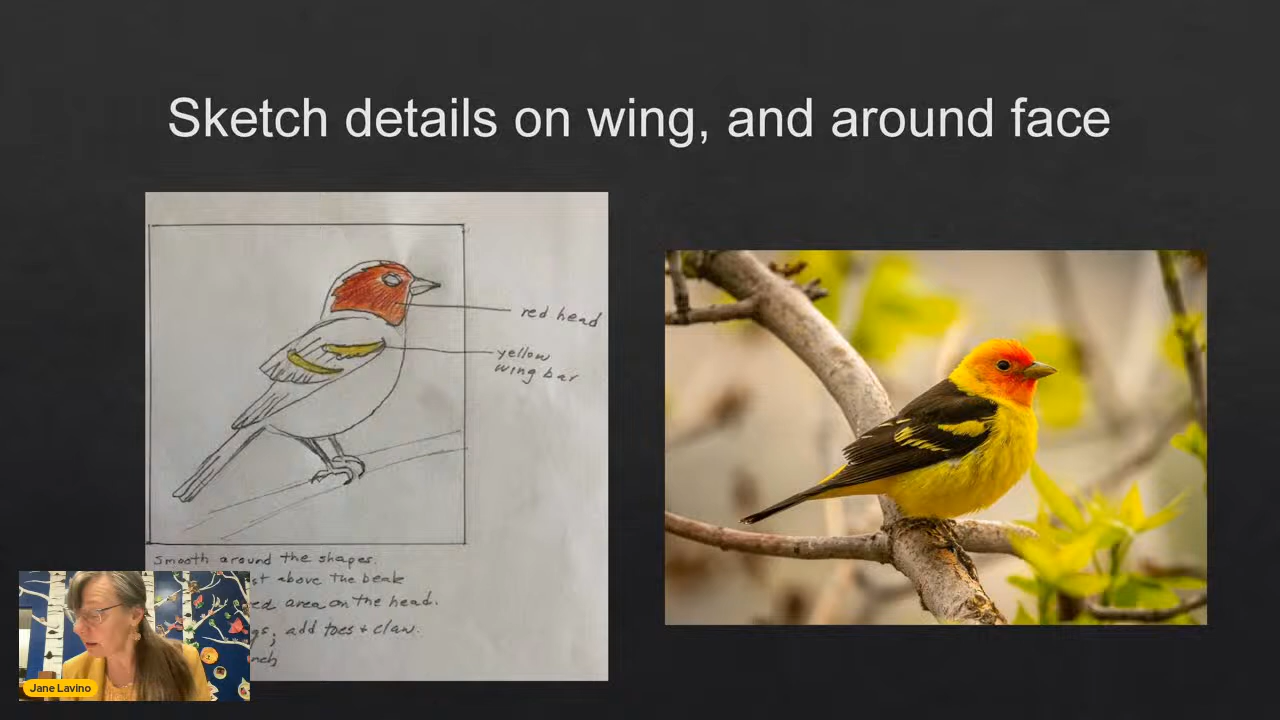 Sketch details on wing, and around face
red head
yellow
wing bar
Smooth around the shapes.
above the beak
area on the head.
add toes + claw.
Jane Lavino